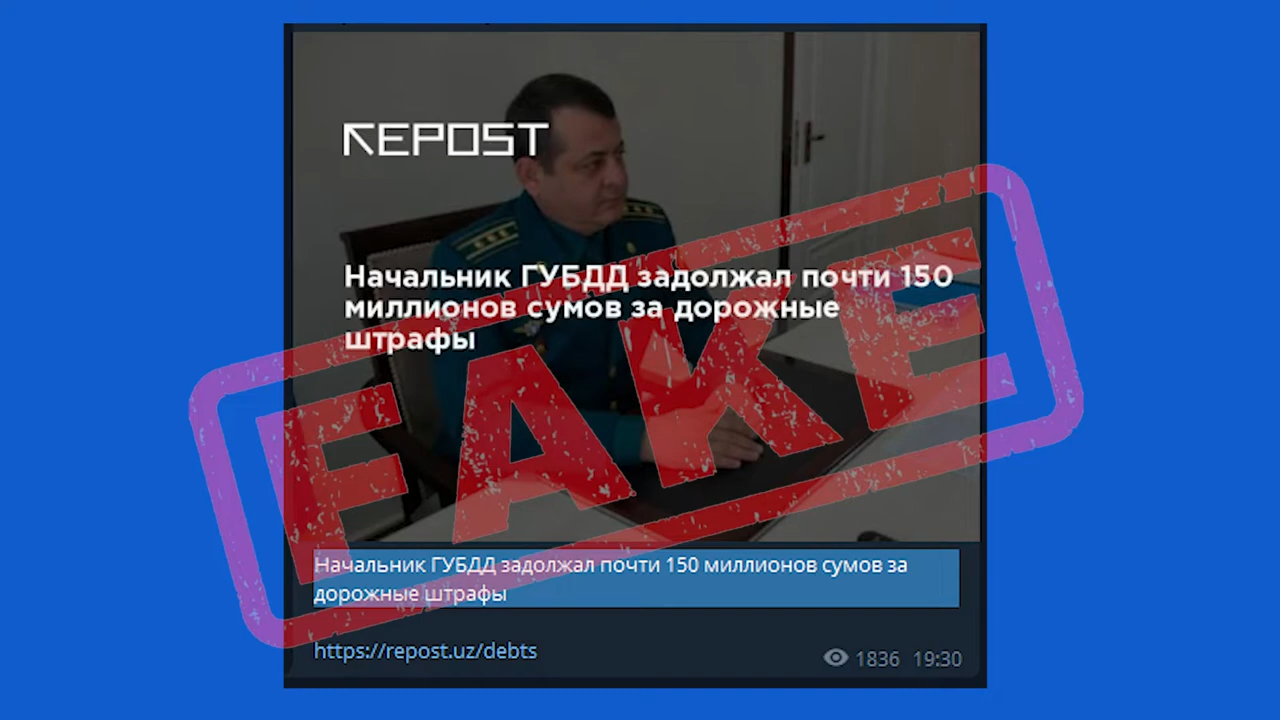 REPOST
Начальник ГУБДД задолжал почти 150
миллионов сумов за дорожные
штрафы
FAKE
Начальник ГУБДД задолжал почти 150 миллионов сумов за
дорожные штрафы
https://repost.uz/debts
1836 19:30